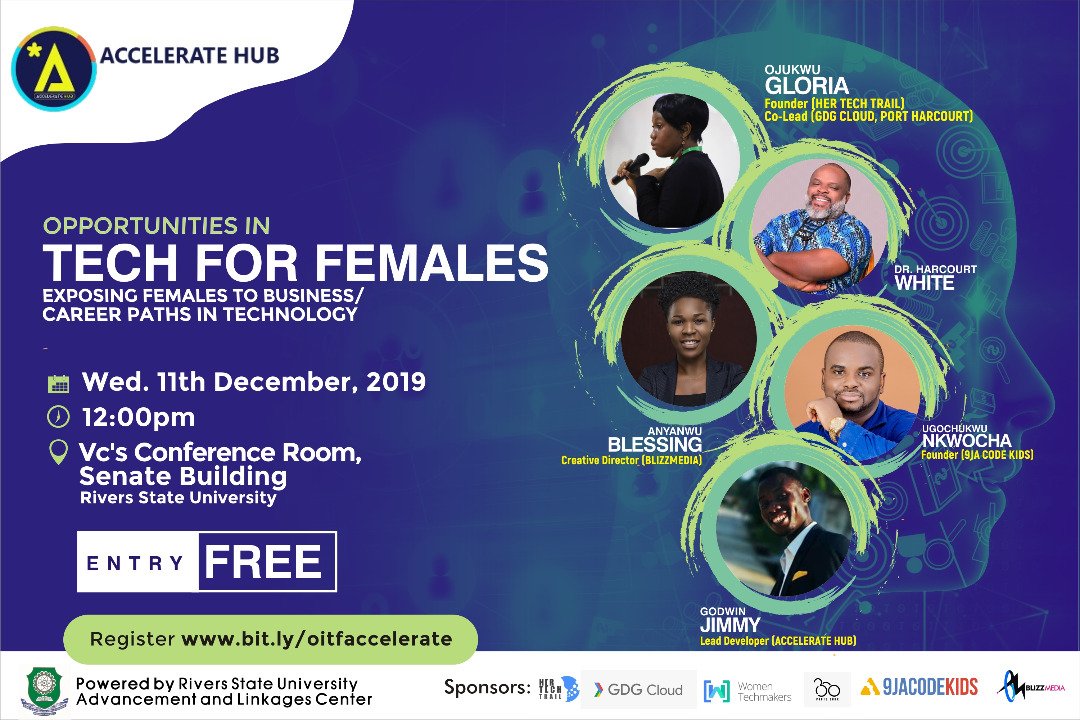 ACCELERATE HUB
ACCELERATE HUB
OPPORTUNITIES IN
TECH FOR FEMALES
EXPOSING FEMALES TO BUSINESS/
CAREER PATHS IN TECHNOLOGY
Wed. 11th December, 2019
12:00pm
Vc's Conference Room,
Senate Building
Rivers State University
ENTRY FREE
Register www.bit.ly/oitfaccelerate
OJUKWU
GLORIA
Founder (HER TECH TRAIL)
Co-Lead (GDG CLOUD, PORT HARCOURT)
DR. HARCOURT
WHITE
ANYANWU
BLESSING
Creative Director (BLIZZMEDIA)
UGOCHUKWU
NKWOCHA
Founder (9JA CODE KIDS)
GODWIN
JIMMY
Lead Developer (ACCELERATE HUB)
Powered by Rivers State University
Advancement and Linkages Center
Sponsors:
HER
TECH
TRAIL
GDG Cloud
Women
Techmakers
9JACODEKIDS
BLIZZMEDIA